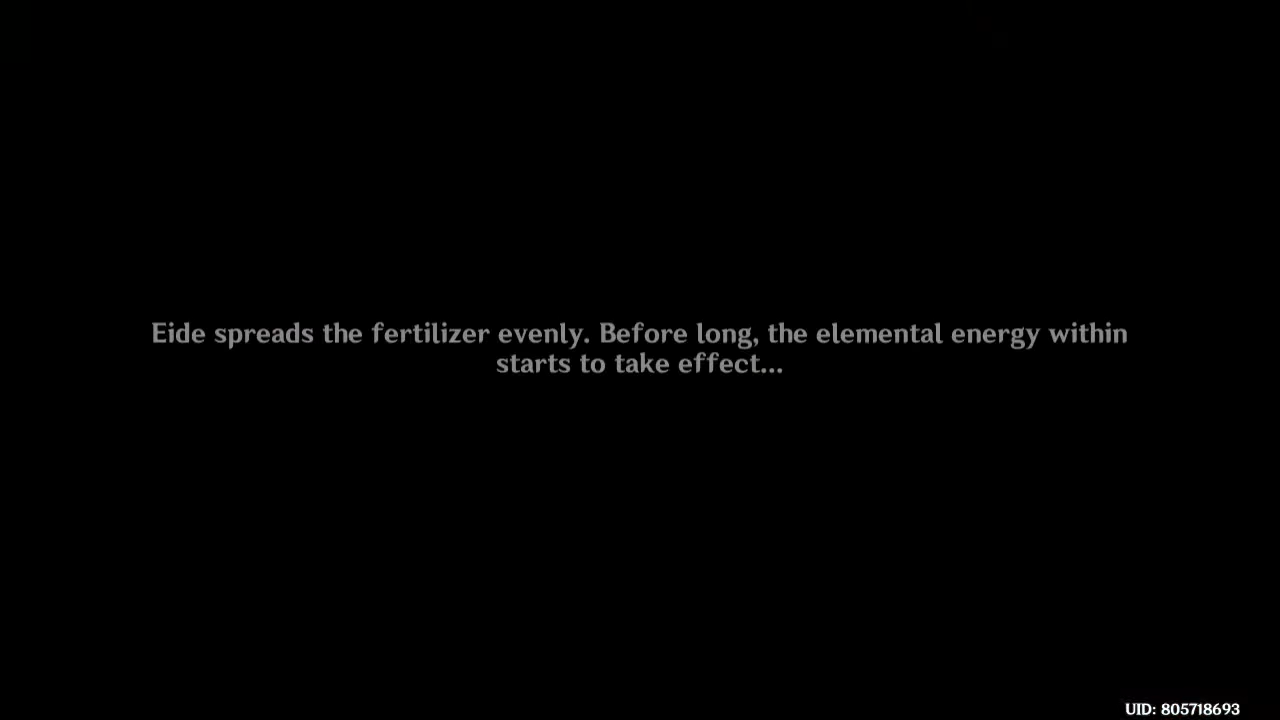 Eide spreads the fertilizer evenly. Before long, the elemental energy within
starts to take effect...
UID: 805718693